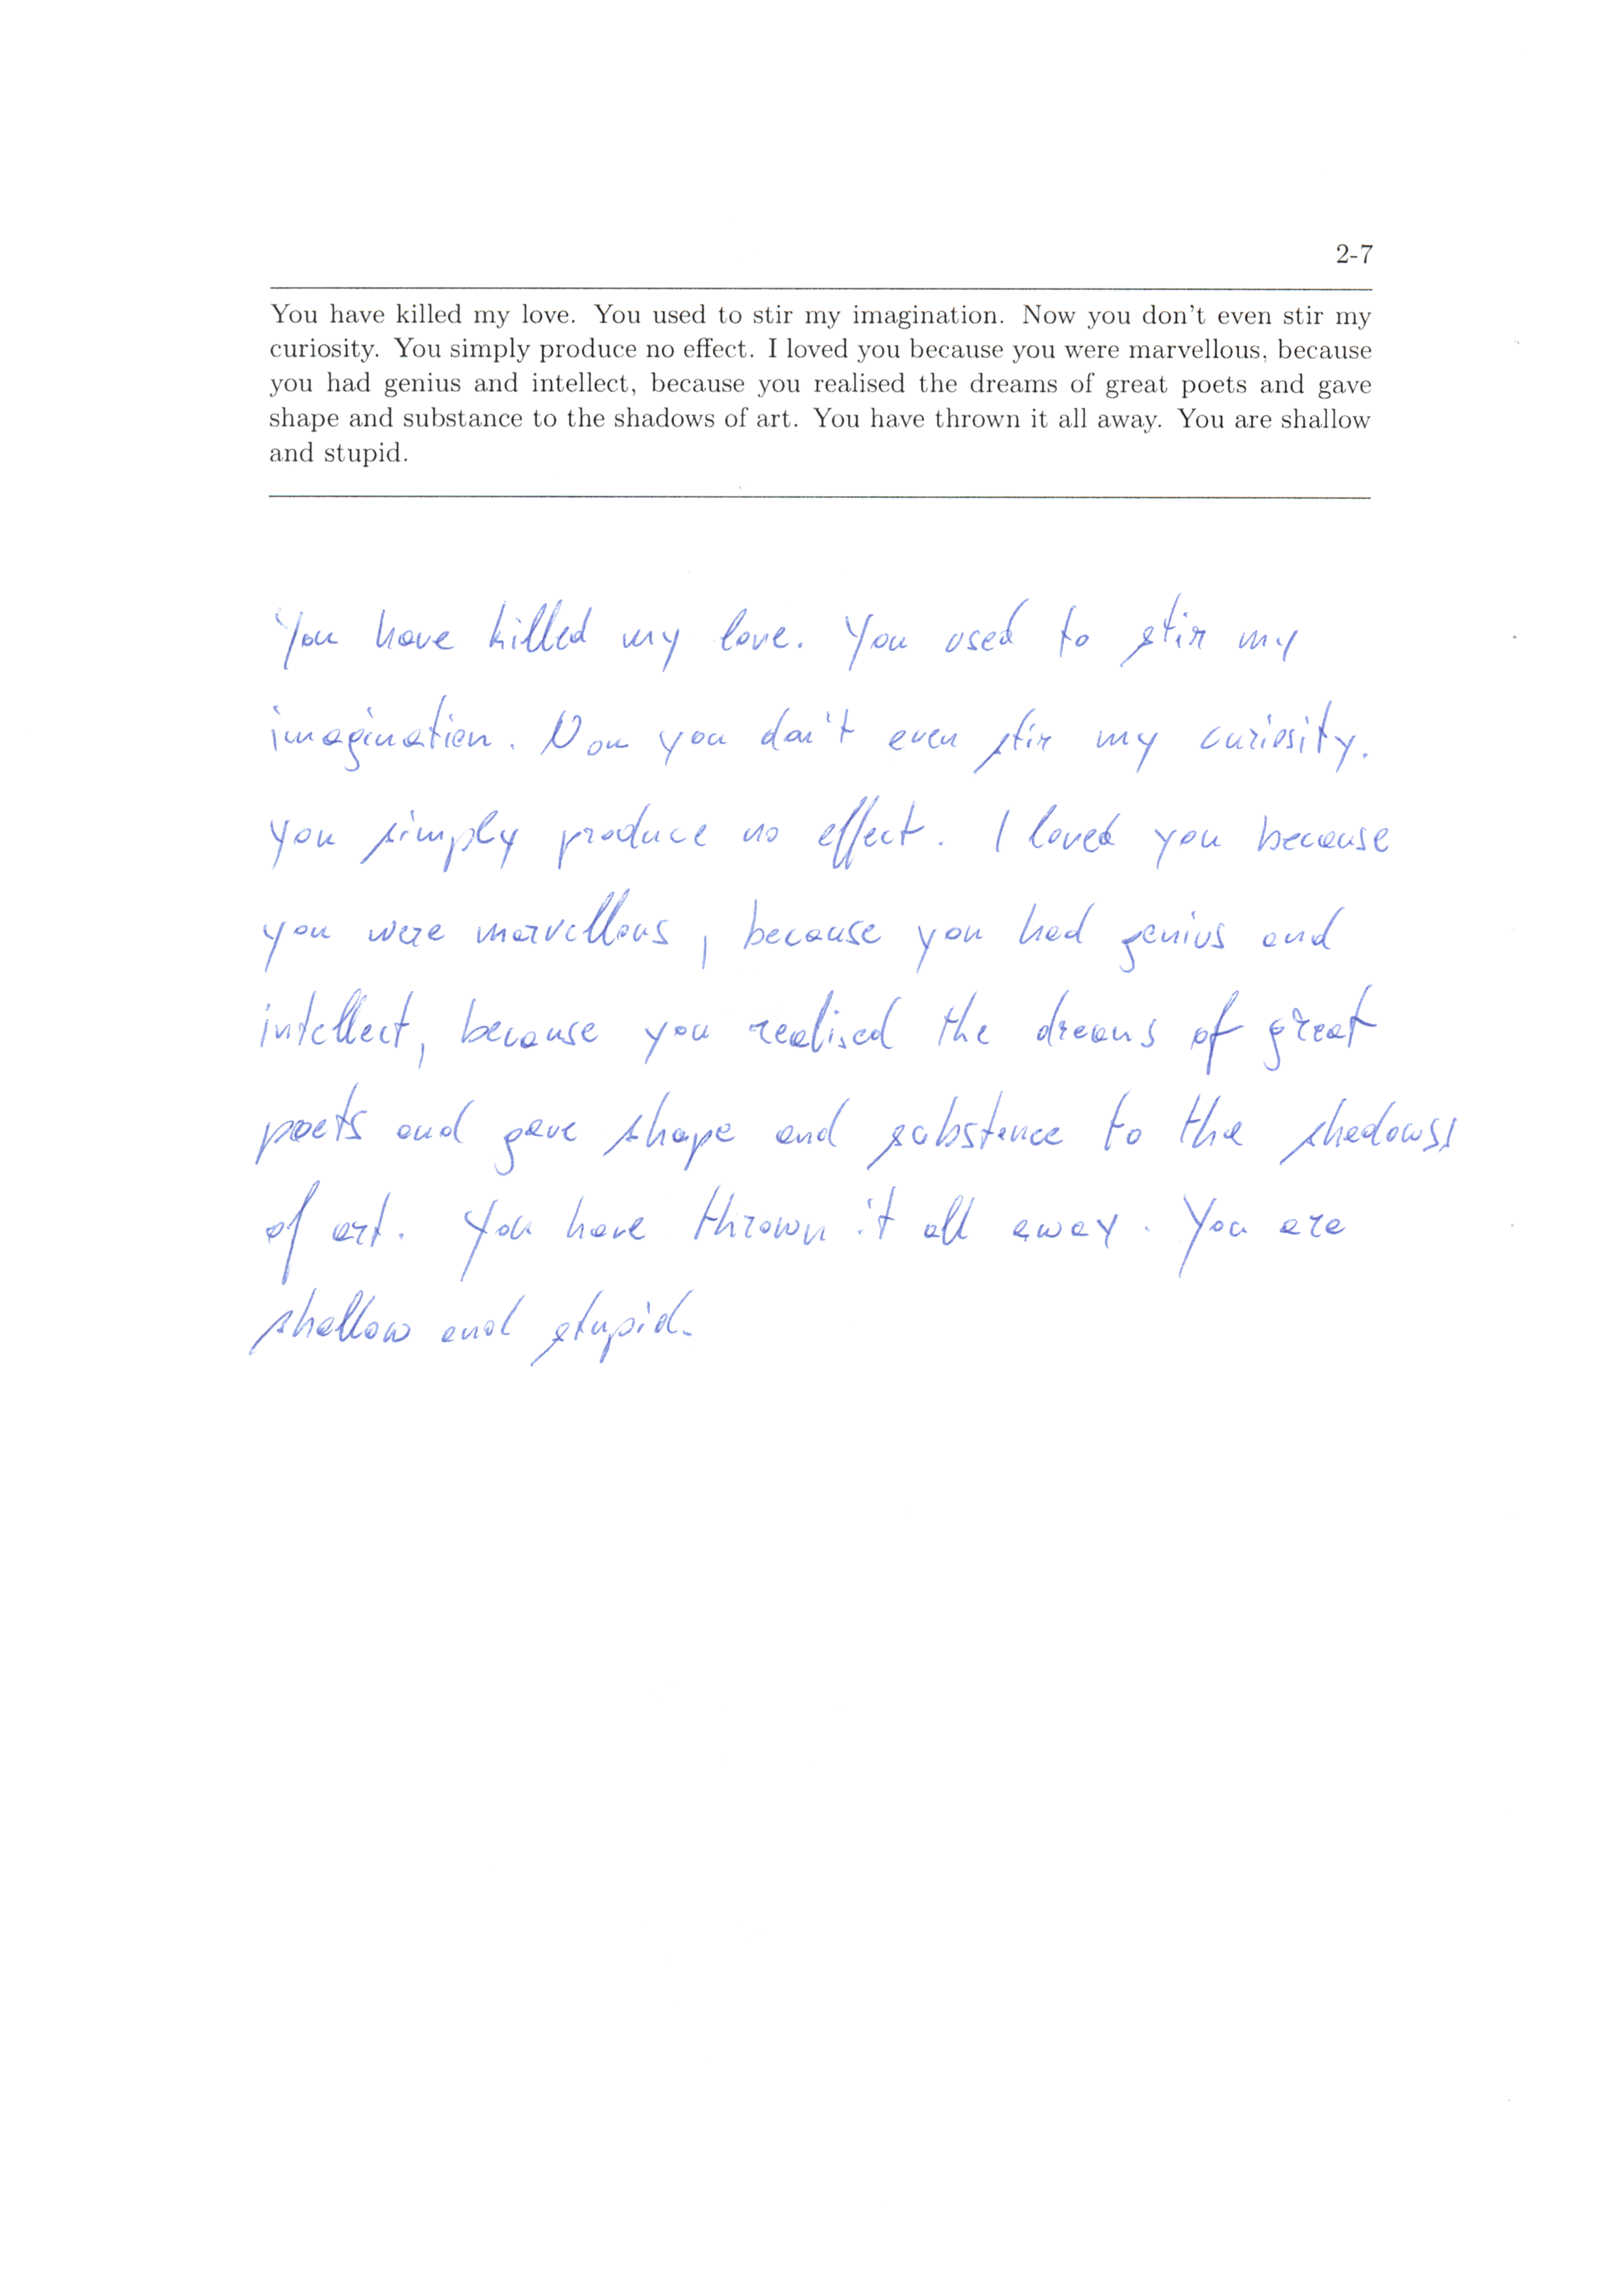 2-7
You have killed my love. You used to stir my imagination. Now you don't even stir my
curiosity. You simply produce no effect. I loved you because you were marvellous, because
you had genius and intellect, because you realised the dreams of great poets and gave
shape and substance to the shadows of art. You have thrown it all away. You are shallow
and stupid.
You have killed my love. You used to stir my
imagination. Now you don't even stir my curiosity.
you simply produce no effect. I loved you because
you were marvellous, because you had genius and
intellect, because you realised the dreams of great
poets and gave shape and substance to the shadowss
of art. You have thrown it all away. You are
shallow and stupid.